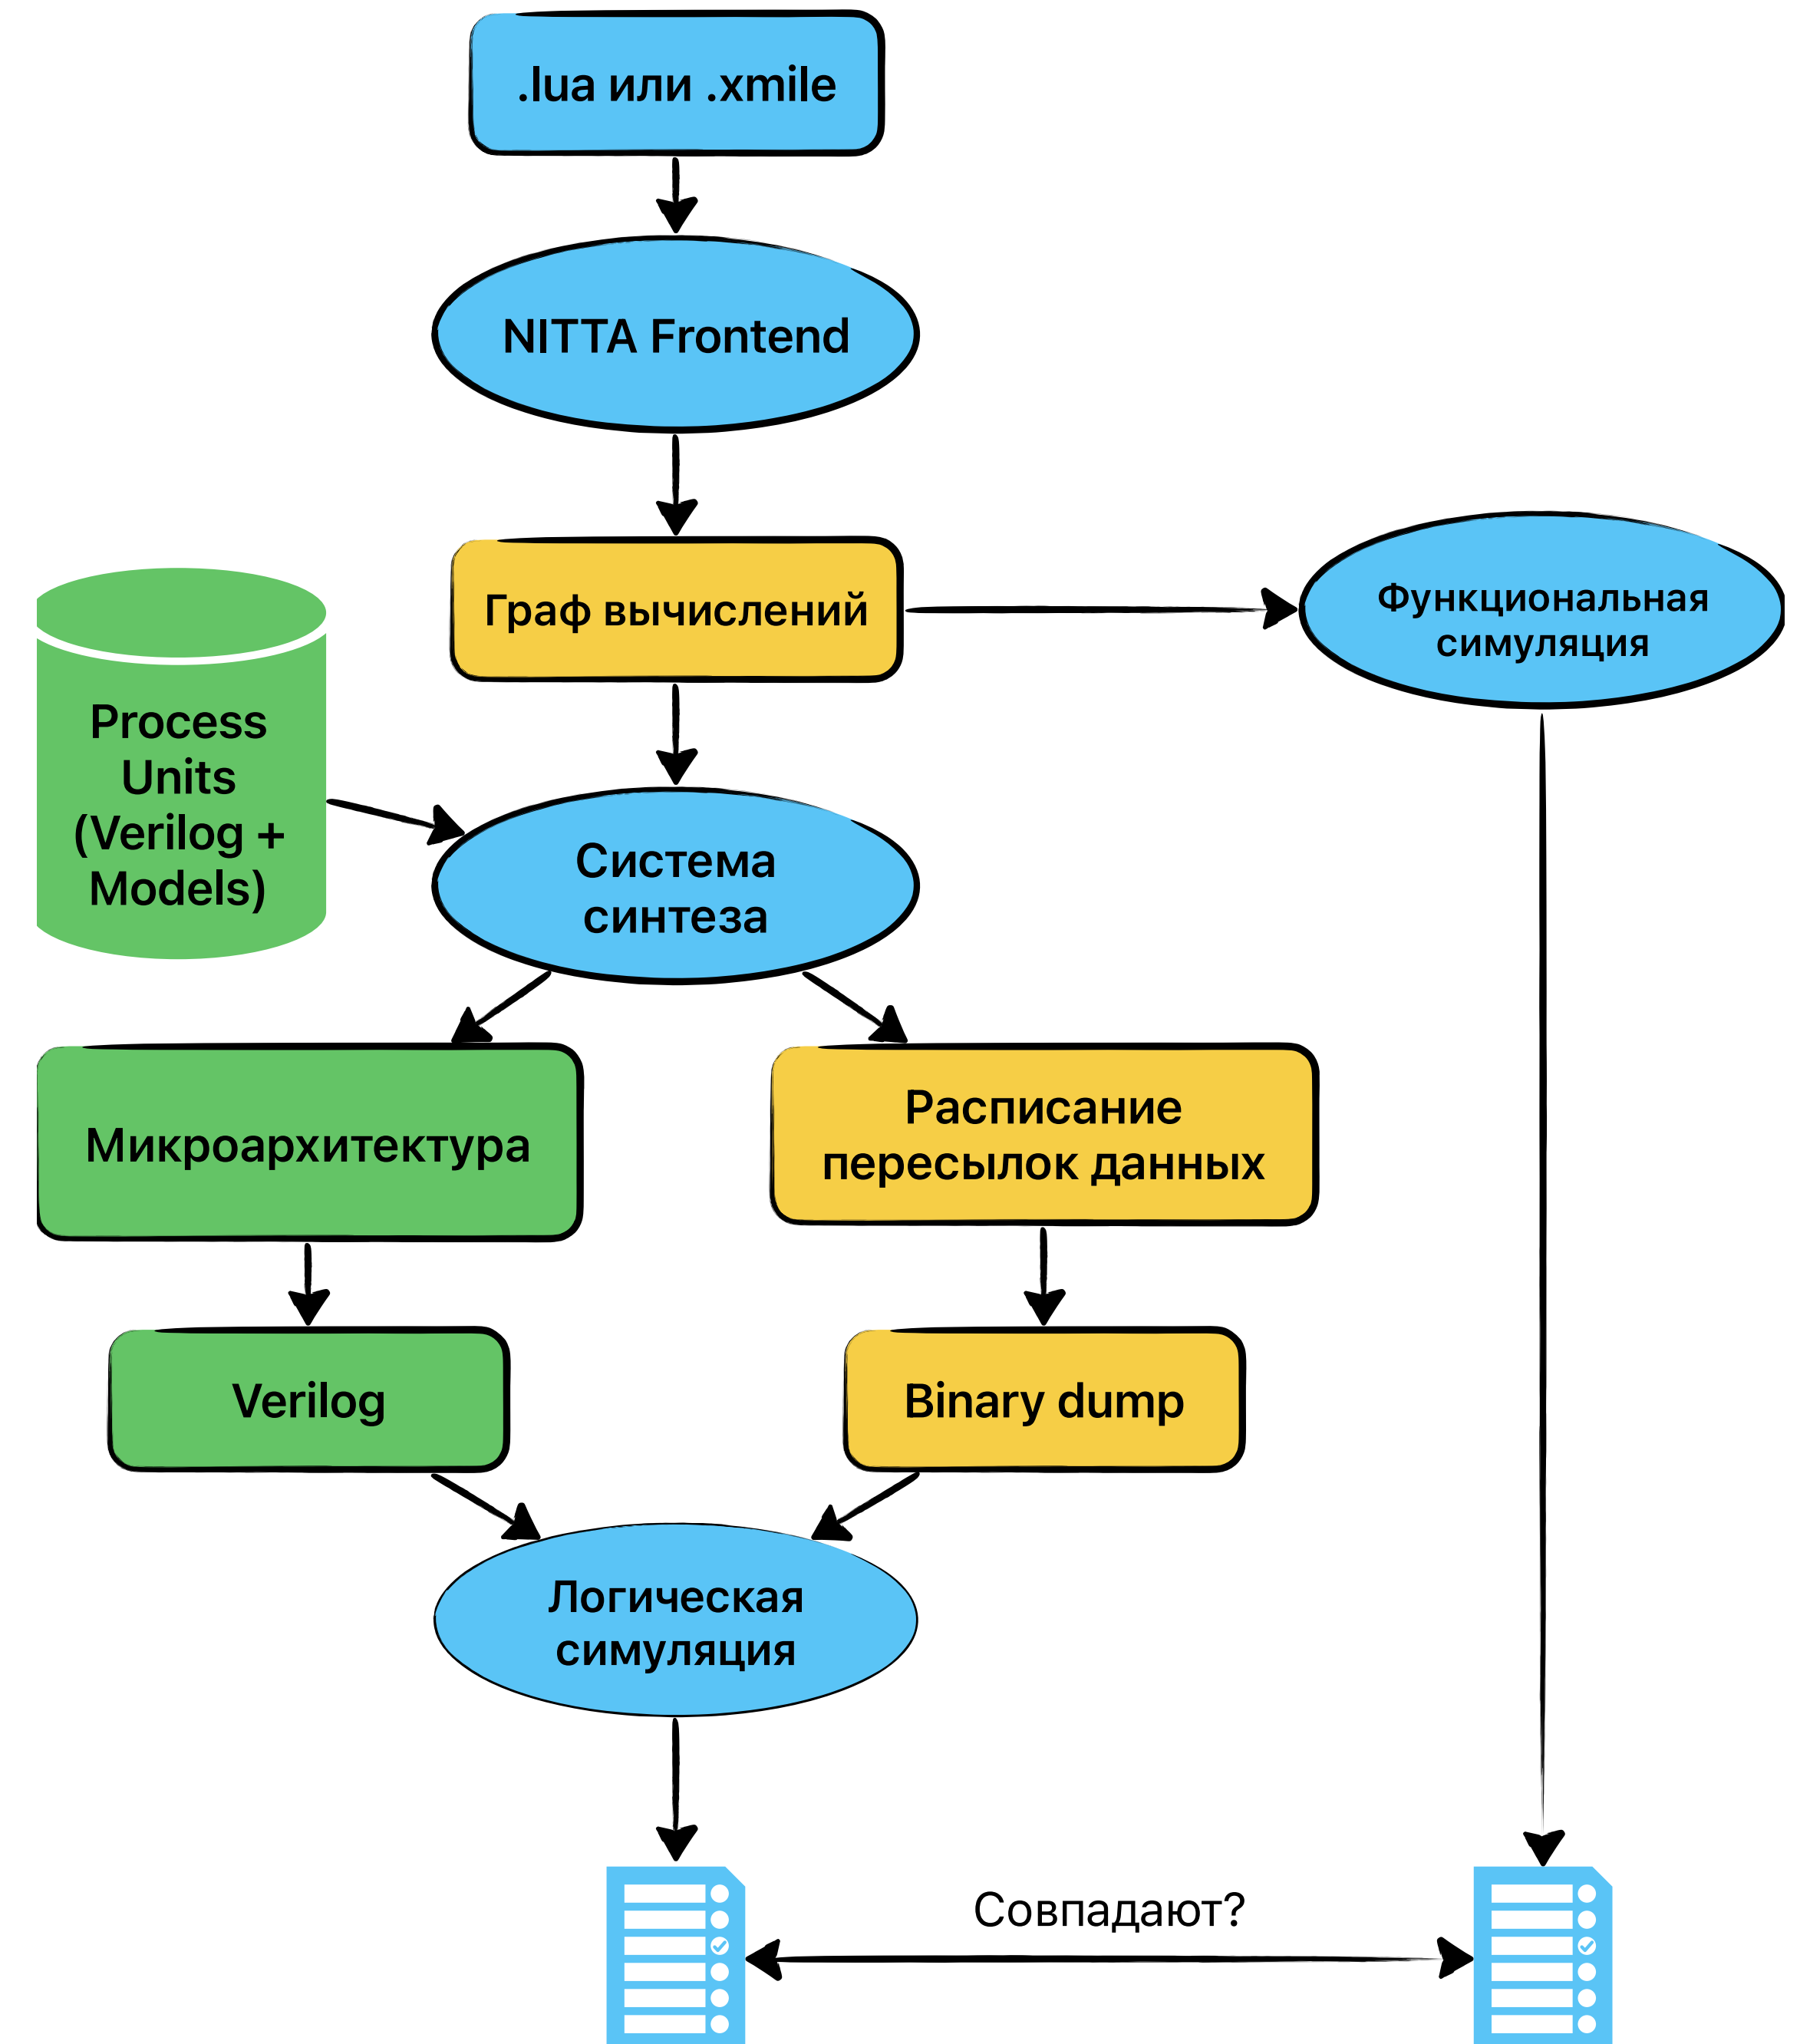 .lua или .xmile
NITTA Frontend
Граф вычислений
Функциональная
симуляция
Process
Units
(Verilog +
Models)
Система
синтеза
Микроархитектура
Расписание
пересылок данных
Verilog
Binary dump
Логическая
симуляция
Совпадают?